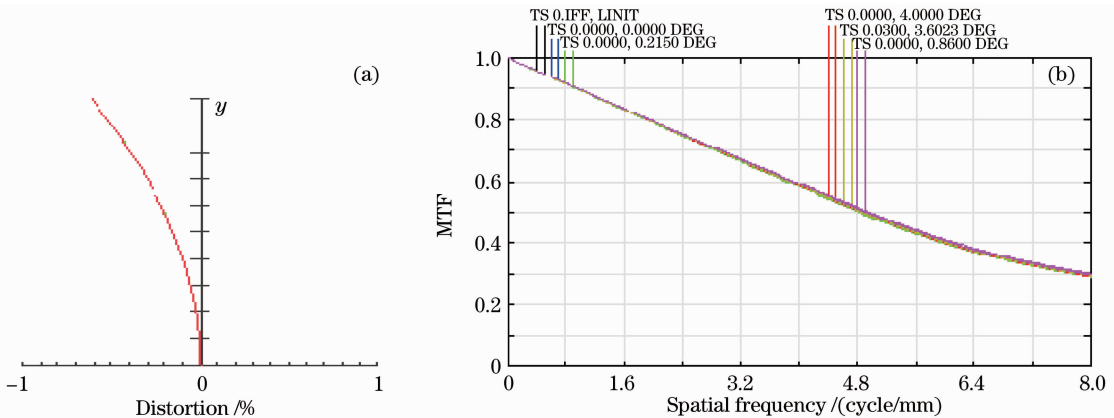 (a)
y
−1
0
1
Distortion /%
TS 0.IFF, LINIT
TS 0.0000, 0.0000 DEG
TS 0.0000, 0.2150 DEG
TS 0.0000, 4.0000 DEG
TS 0.0300, 3.6023 DEG
TS 0.0000, 0.8600 DEG
(b)
1.0
0.8
0.6
0.4
0.2
0
MTF
0
1.6
3.2
4.8
6.4
8.0
Spatial frequency /(cycle/mm)